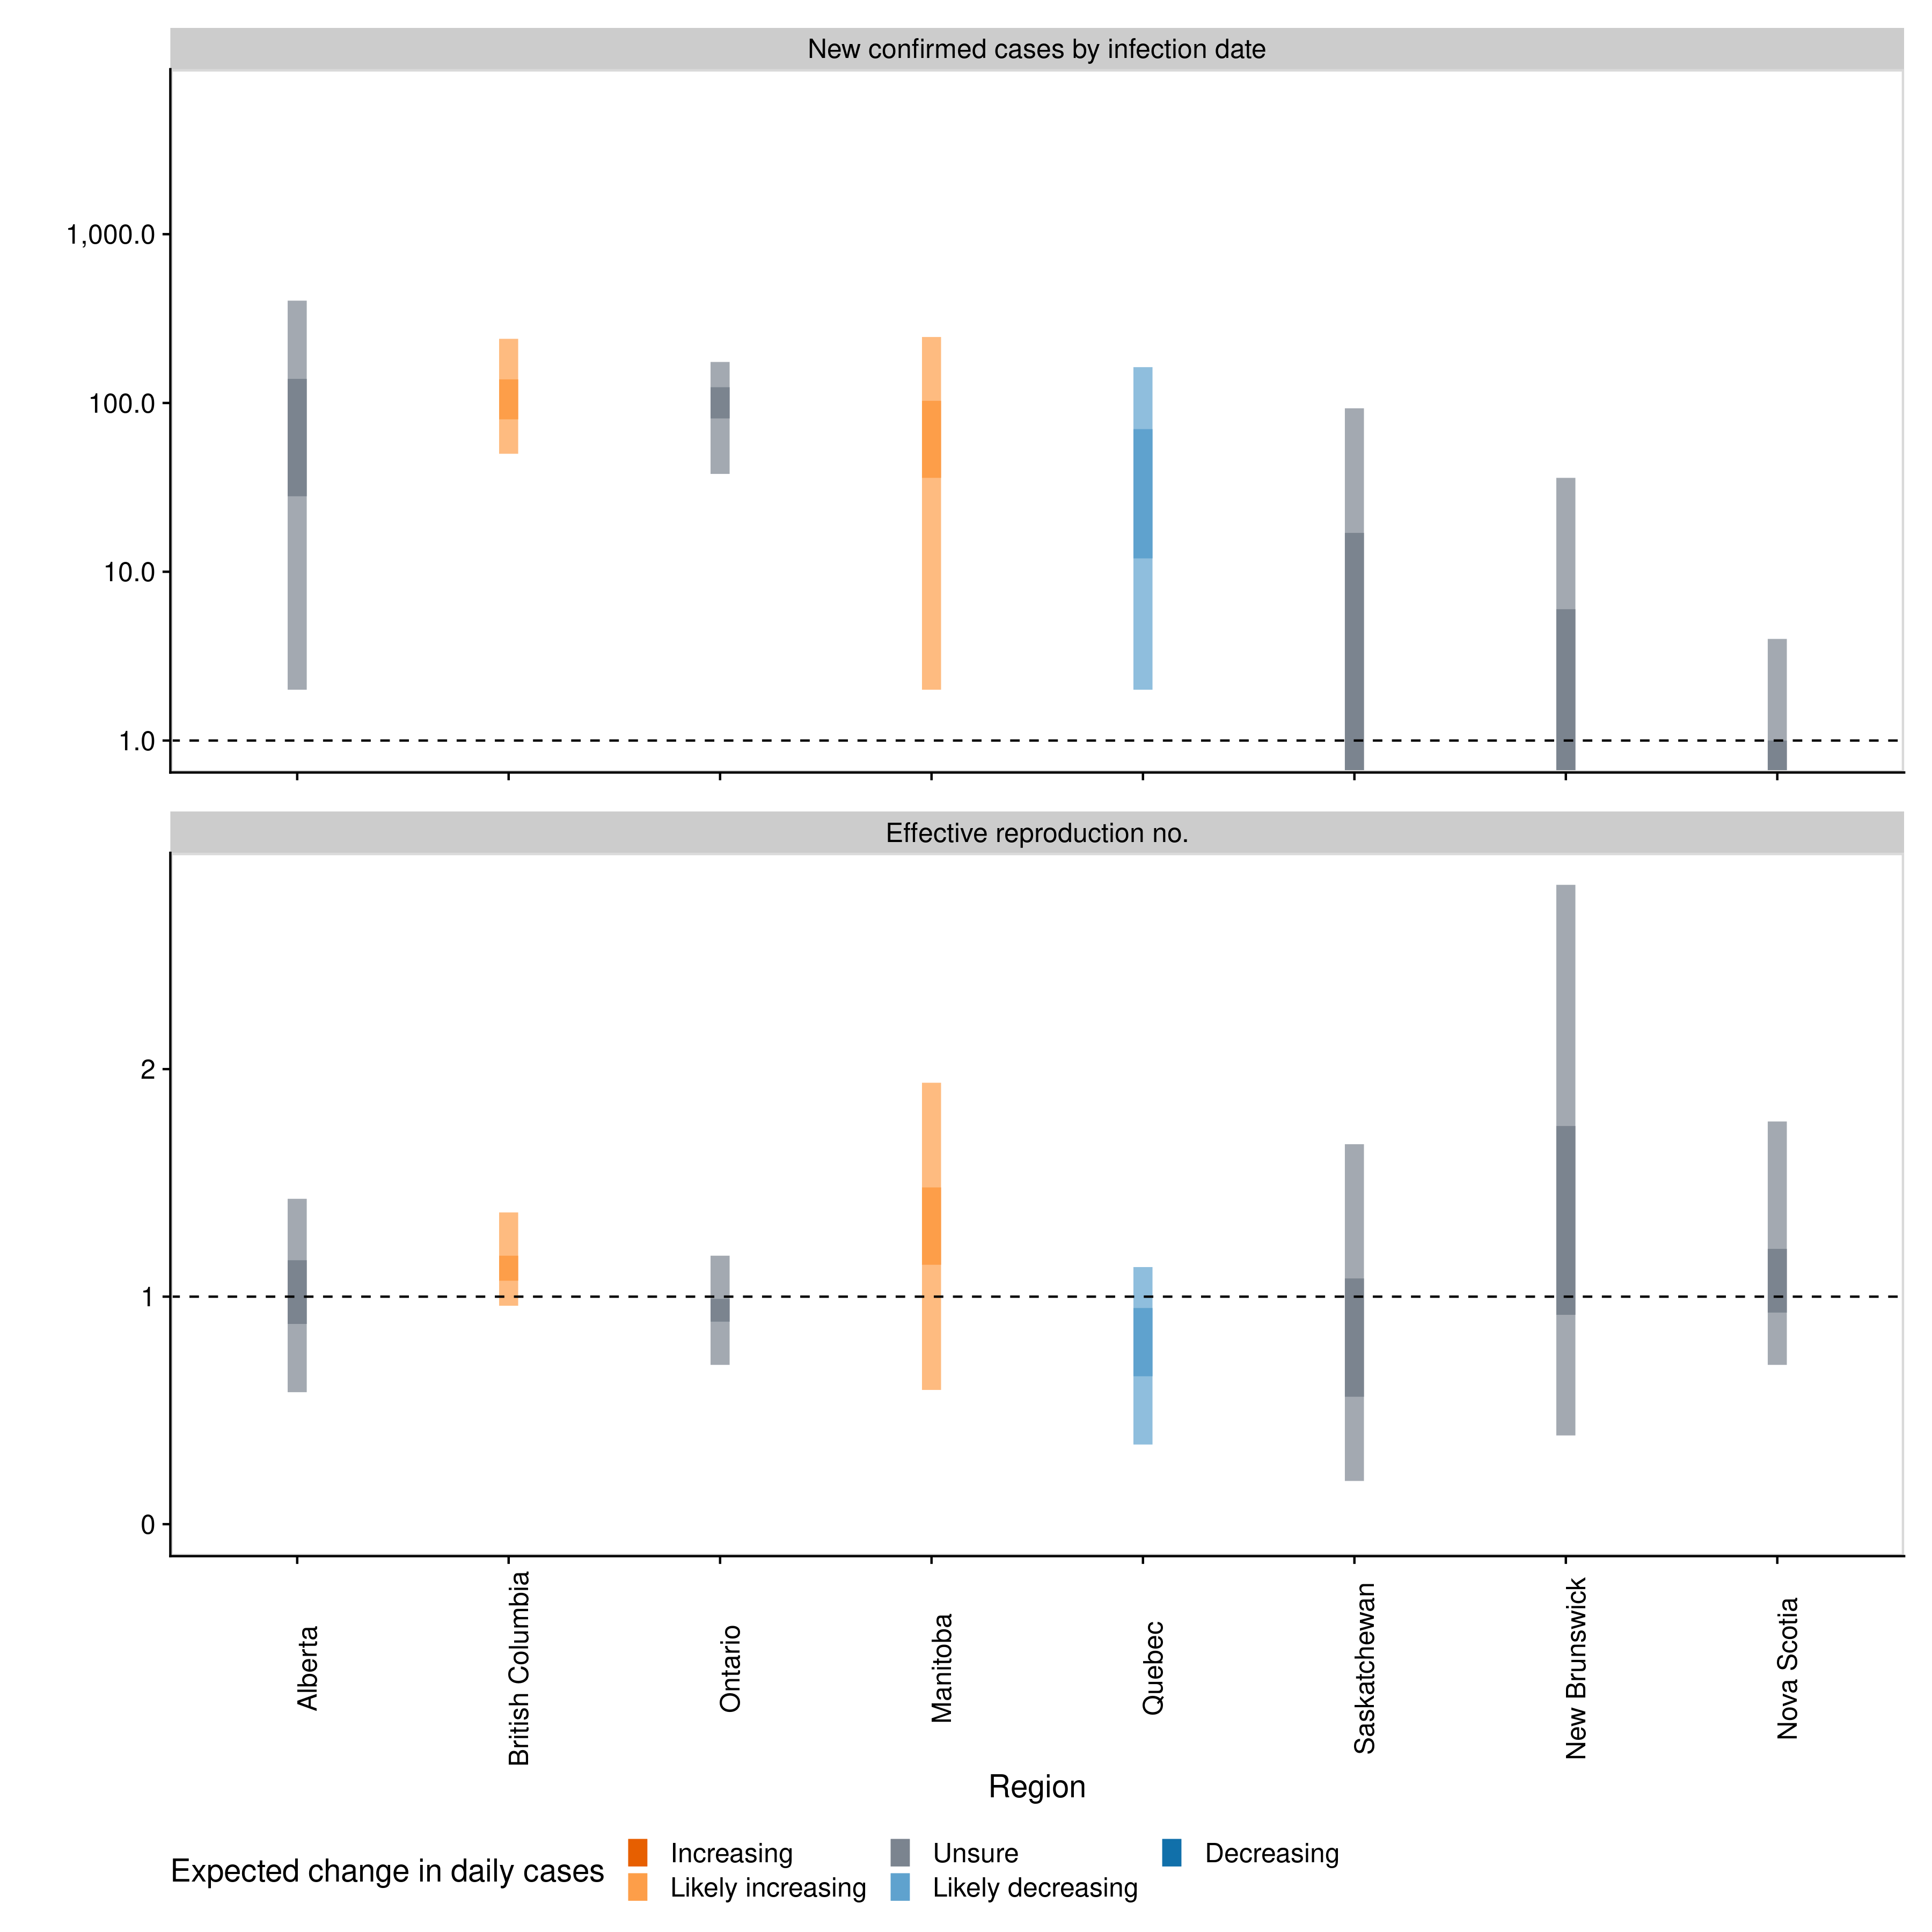 New confirmed cases by infection date
1,000.0
100.0
10.0
1.0
Effective reproduction no.
2
1
0
Alberta
British Columbia
Ontario
Manitoba
Quebec
Saskatchewan
New Brunswick
Nova Scotia
Region
Expected change in daily cases
Increasing
Likely increasing
Unsure
Likely decreasing
Decreasing